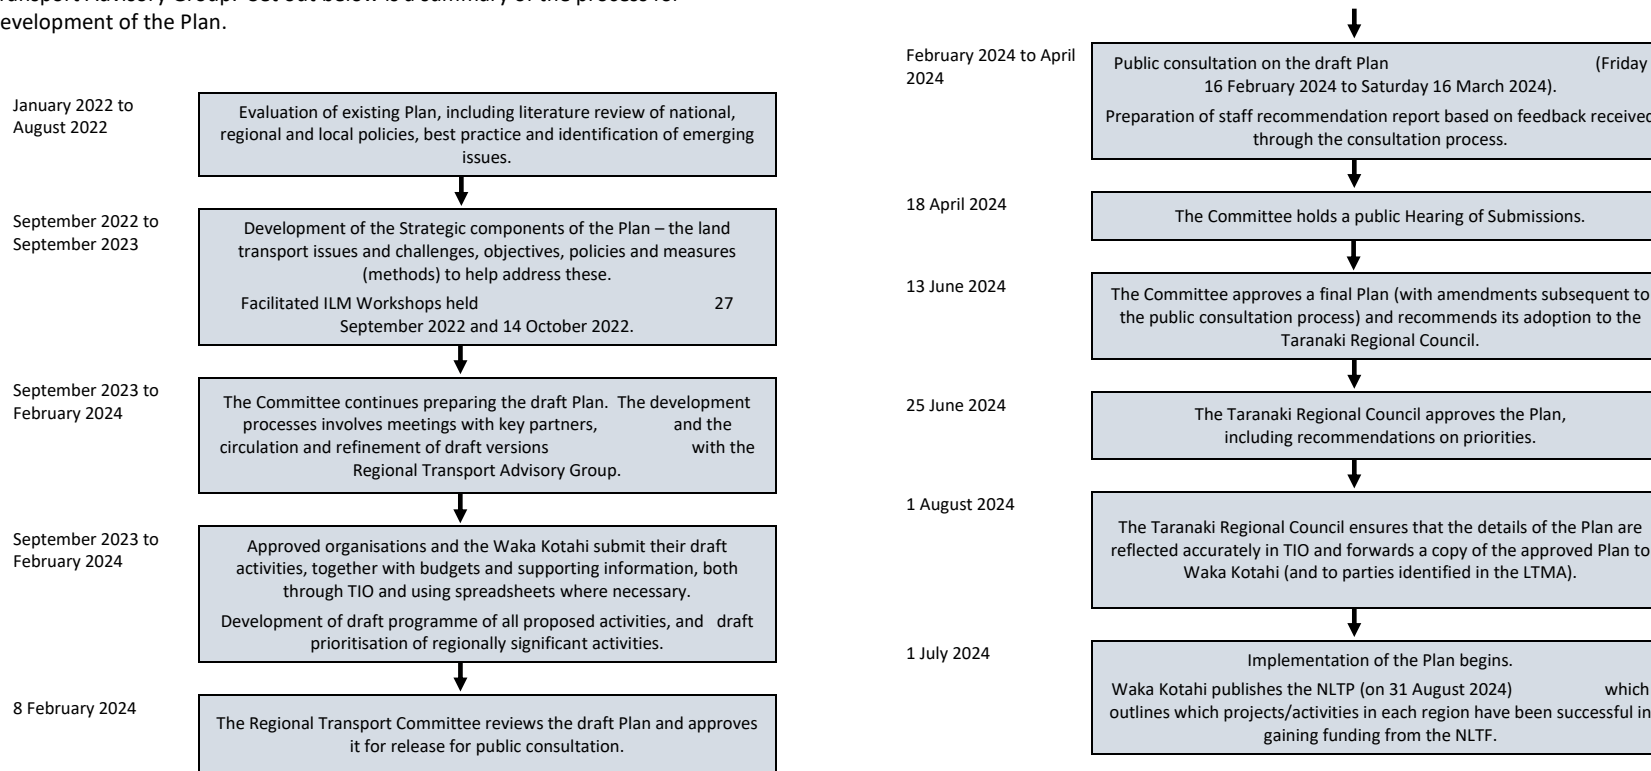 evelopment of the Plan.
January 2022 to
August 2022
Evaluation of existing Plan, including literature review of national,
regional and local policies, best practice and identification of emerging
issues.
September 2022 to
September 2023
Development of the Strategic components of the Plan – the land
transport issues and challenges, objectives, policies and measures
(methods) to help address these.
Facilitated ILM Workshops held 27
September 2022 and 14 October 2022.
September 2023 to
February 2024
The Committee continues preparing the draft Plan. The development
processes involves meetings with key partners, and the
circulation and refinement of draft versions with the
Regional Transport Advisory Group.
September 2023 to
February 2024
Approved organisations and the Waka Kotahi submit their draft
activities, together with budgets and supporting information, both
through TIO and using spreadsheets where necessary.
Development of draft programme of all proposed activities, and draft
prioritisation of regionally significant activities.
8 February 2024
The Regional Transport Committee reviews the draft Plan and approves
it for release for public consultation.
February 2024 to April
2024
Public consultation on the draft Plan (Friday
16 February 2024 to Saturday 16 March 2024).
Preparation of staff recommendation report based on feedback received
through the consultation process.
18 April 2024
The Committee holds a public Hearing of Submissions.
13 June 2024
The Committee approves a final Plan (with amendments subsequent to
the public consultation process) and recommends its adoption to the
Taranaki Regional Council.
25 June 2024
The Taranaki Regional Council approves the Plan,
including recommendations on priorities.
1 August 2024
The Taranaki Regional Council ensures that the details of the Plan are
reflected accurately in TIO and forwards a copy of the approved Plan to
Waka Kotahi (and to parties identified in the LTMA).
1 July 2024
Implementation of the Plan begins.
Waka Kotahi publishes the NLTP (on 31 August 2024) which
outlines which projects/activities in each region have been successful in
gaining funding from the NLTF.